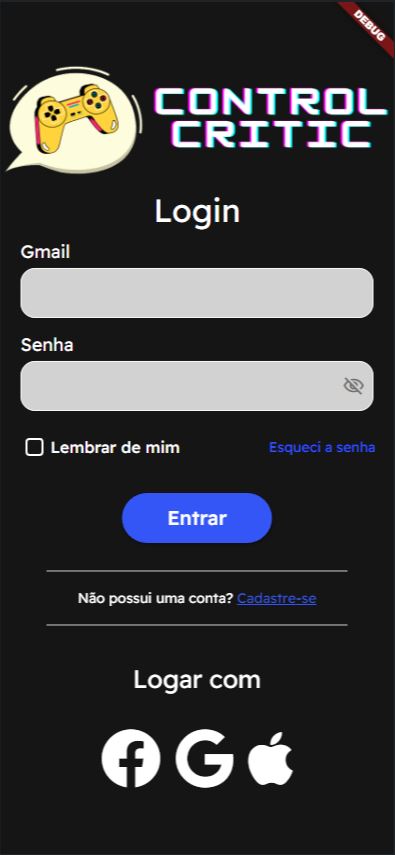 DEBUG
CONTROL
CRITIC
Login
Gmail
Senha
Lembrar de mim
Esqueci a senha
Entrar
Não possui uma conta? Cadastre-se
Logar com